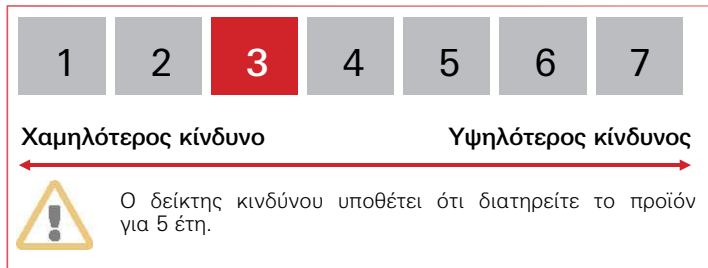 1 2 3 4 5 6 7
Χαμηλότερος κίνδυνο Υψηλότερος κίνδυνος
Ο δείκτης κινδύνου υποθέτει ότι διατηρείτε το προϊόν
για 5 έτη.